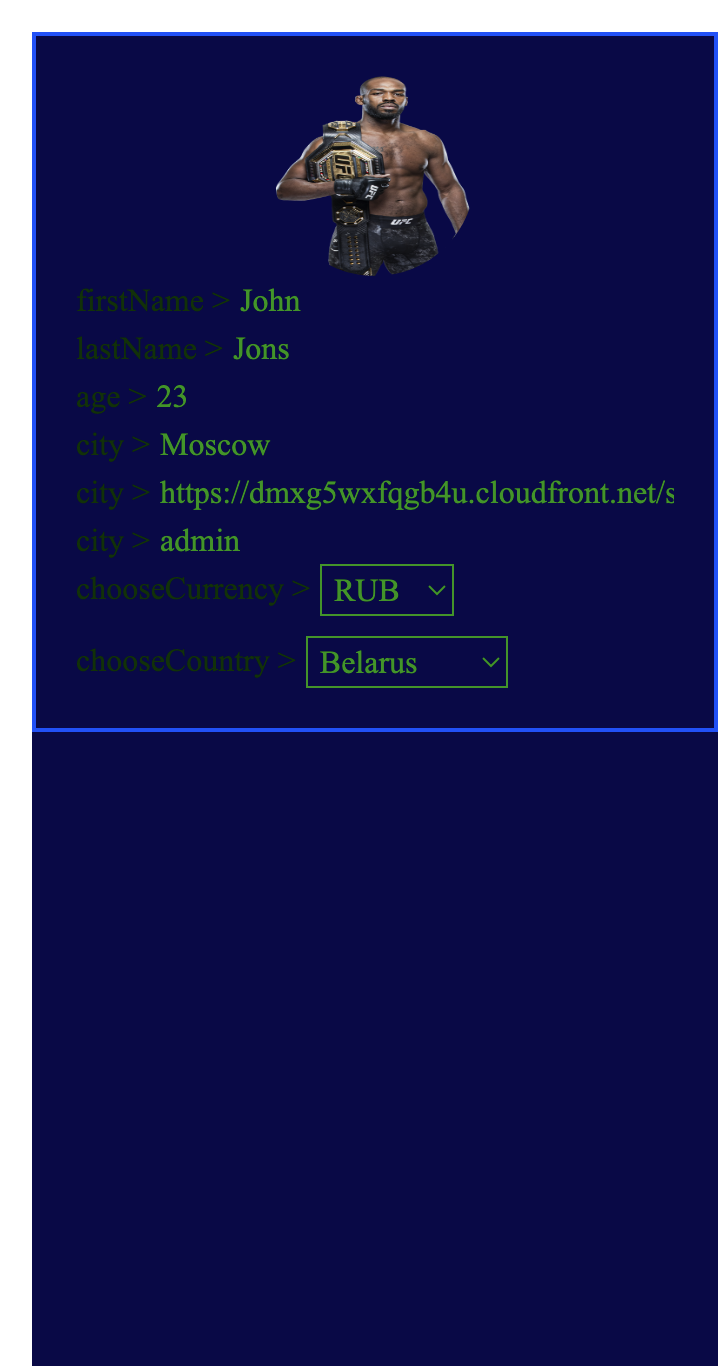 UFC
UFC
UFC
firstName > John
lastName > Jons
age > 23
city > Moscow
city > https://dmxg5wxfqgb4u.cloudfront.net/s
city > admin
chooseCurrency > RUB
chooseCountry > Belarus